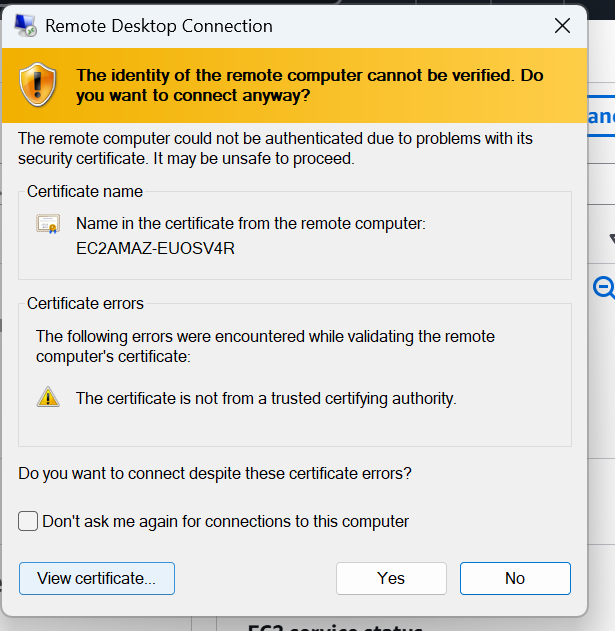 Remote Desktop Connection
The identity of the remote computer cannot be verified. Do
you want to connect anyway?
The remote computer could not be authenticated due to problems with its
security certificate. It may be unsafe to proceed.
Certificate name
Name in the certificate from the remote computer:
EC2AMAZ-EUOSV4R
Certificate errors
The following errors were encountered while validating the remote
computer's certificate:
The certificate is not from a trusted certifying authority.
Do you want to connect despite these certificate errors?
Don't ask me again for connections to this computer
View certificate...
Yes
No